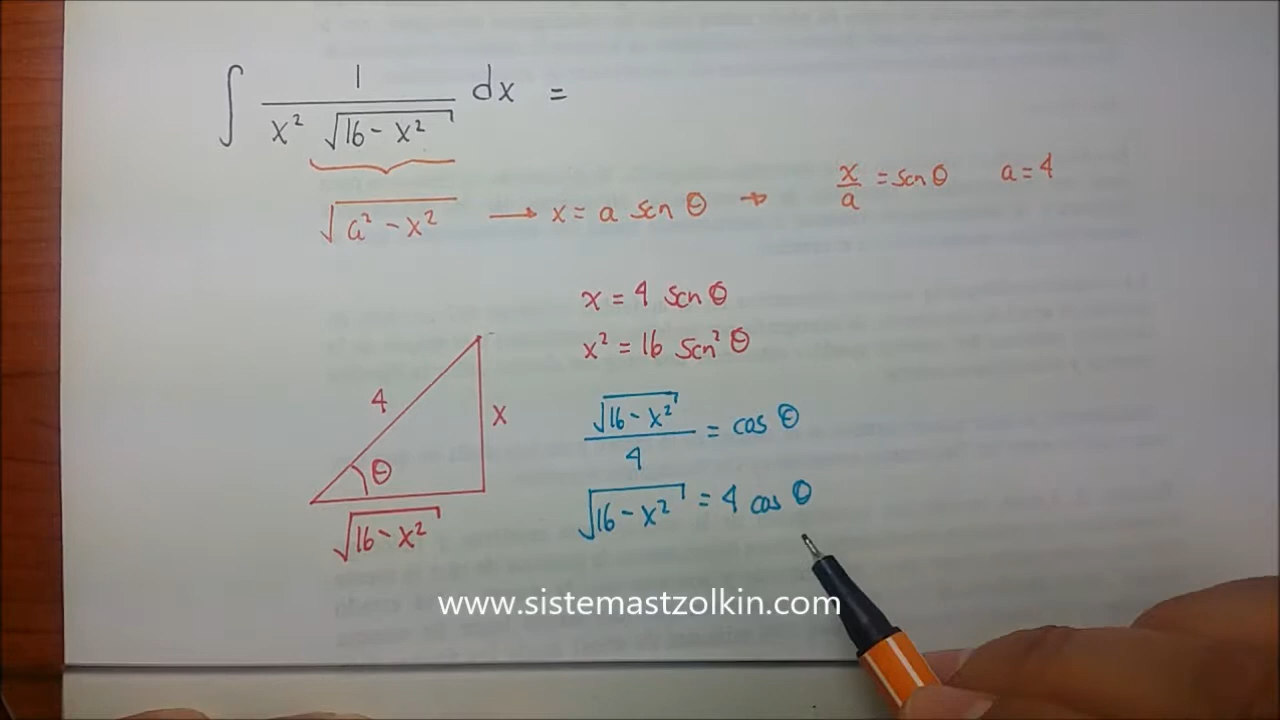 ∫ 1 / (x² √(16 - x²)) dx =
√(a² - x²) → x = a sen θ → x/a = sen θ a = 4
x = 4 sen θ
x² = 16 sen² θ
4
x
θ
√(16 - x²)
√(16 - x²) / 4 = cos θ
√(16 - x²) = 4 cos θ
www.sistemastzolkin.com